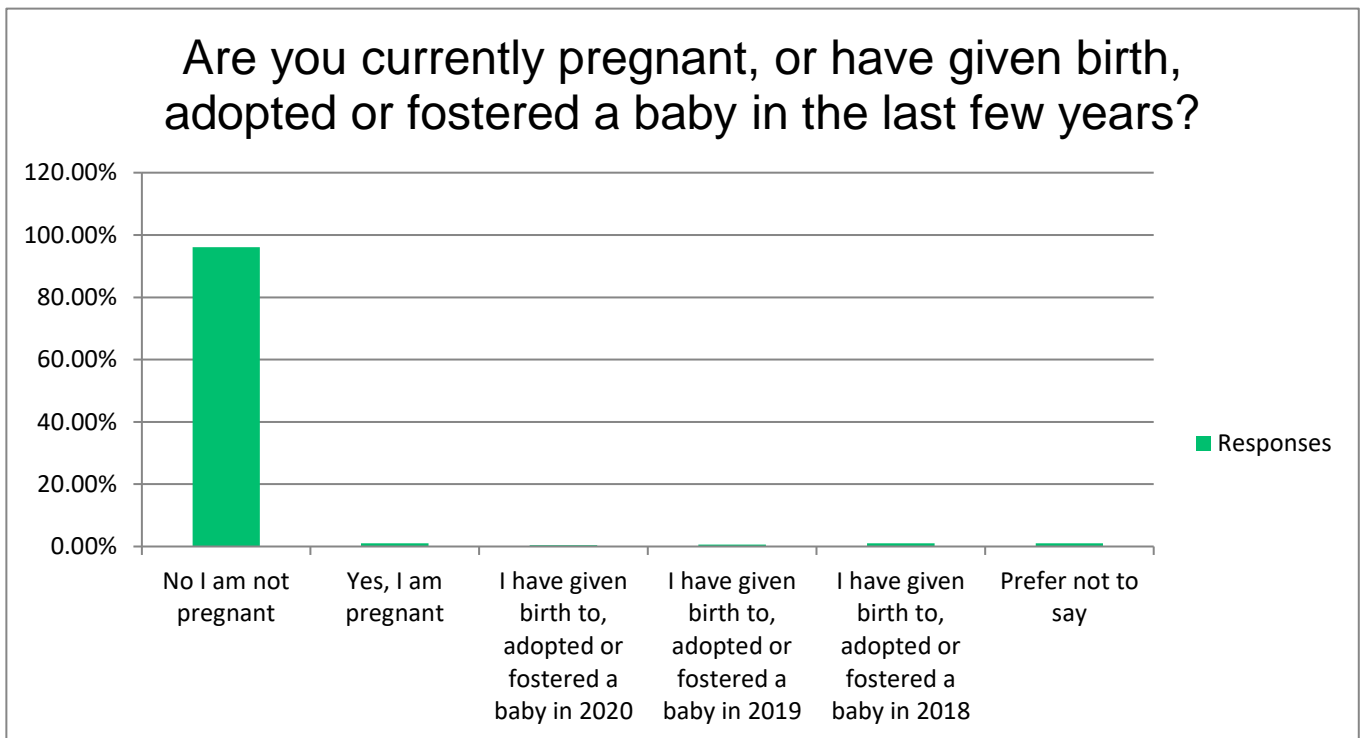 Are you currently pregnant, or have given birth,
adopted or fostered a baby in the last few years?
120.00%
100.00%
80.00%
60.00%
40.00%
20.00%
0.00%
No I am not
pregnant
Yes, I am
pregnant
I have given
birth to,
adopted or
fostered a
baby in 2020
I have given
birth to,
adopted or
fostered a
baby in 2019
I have given
birth to,
adopted or
fostered a
baby in 2018
Prefer not to
say
Responses